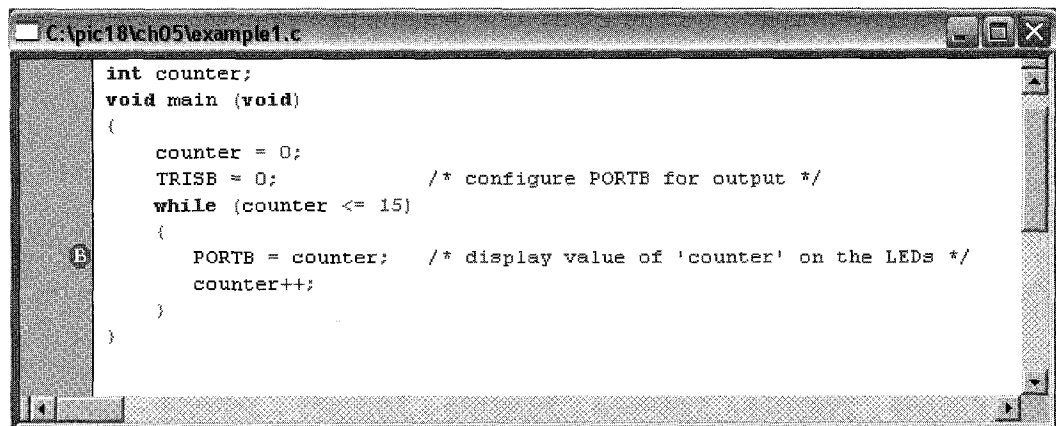 C:\pic18\ch05\example1.c
int counter;
void main (void)
{
counter = 0;
TRISB = 0; /* configure PORTB for output */
while (counter <= 15)
{
B PORTB = counter; /* display value of 'counter' on the LEDs */
counter++;
}
}